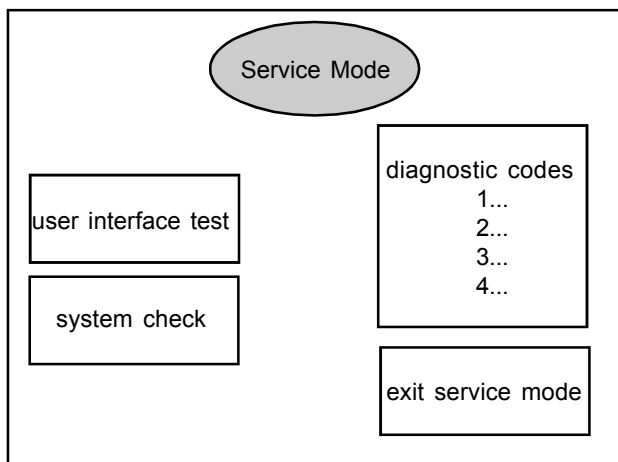 Service Mode
user interface test
system check
diagnostic codes
1...
2...
3...
4...
exit service mode